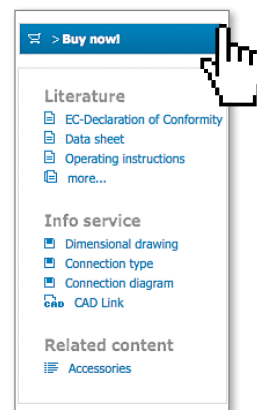 > Buy now!
Literature
EC-Declaration of Conformity
Data sheet
Operating instructions
more...
Info service
Dimensional drawing
Connection type
Connection diagram
CAD CAD Link
Related content
Accessories